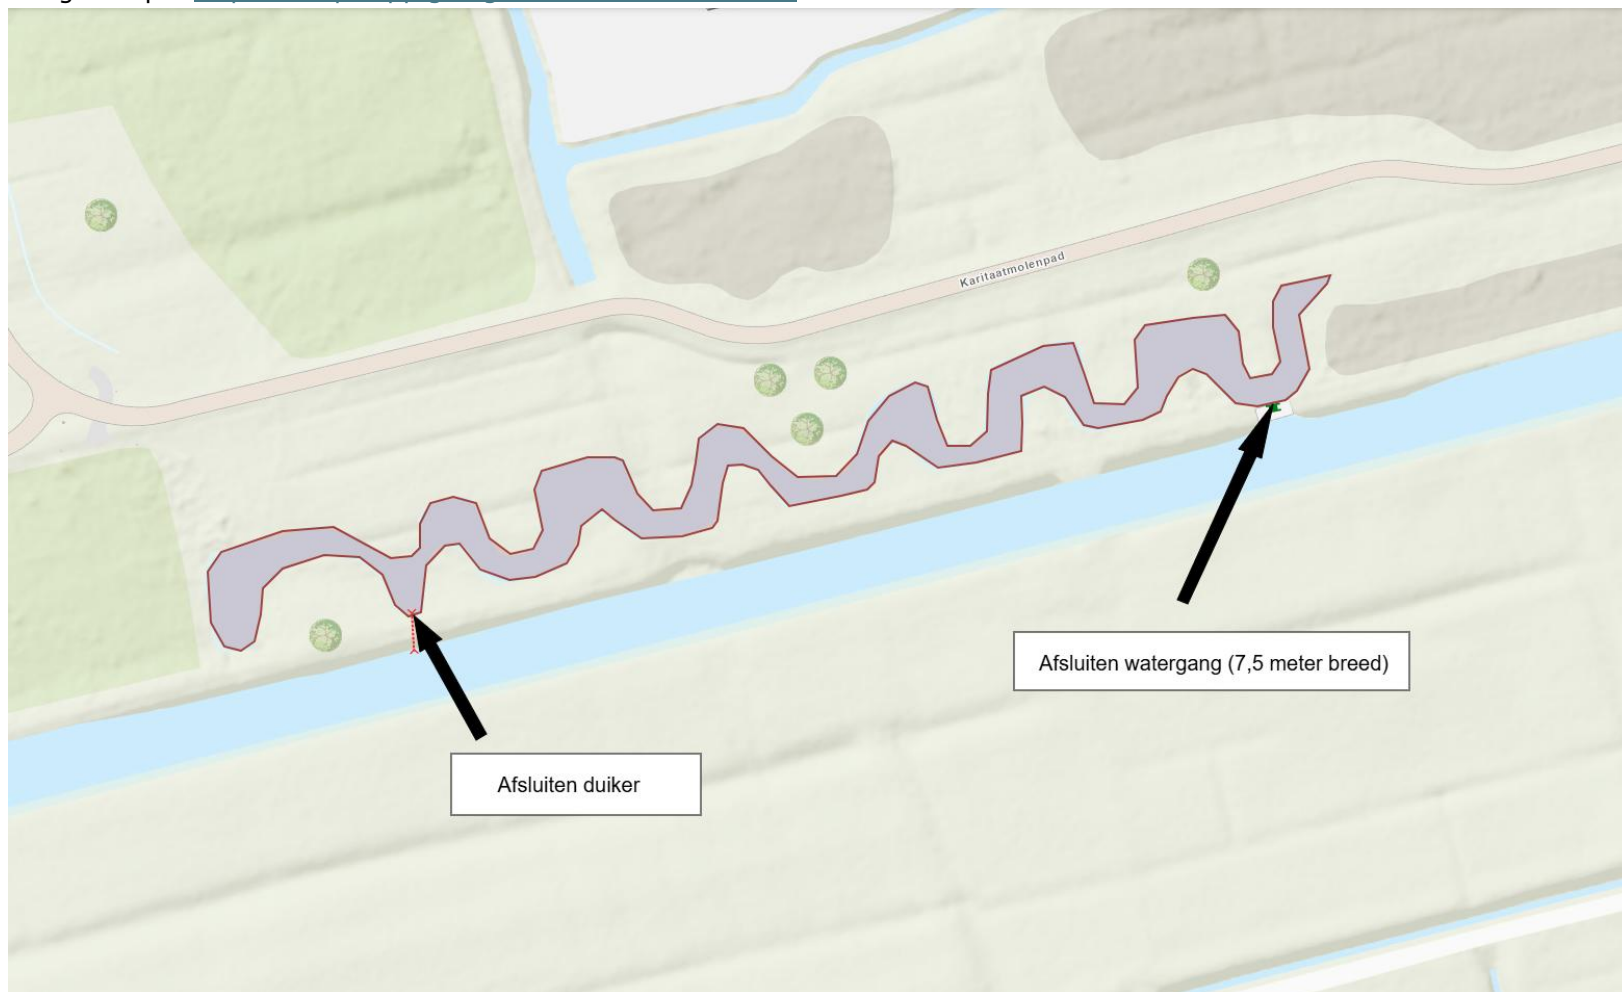 Karitaatmolenpad
Afsluiten watergang (7,5 meter breed)
Afsluiten duiker